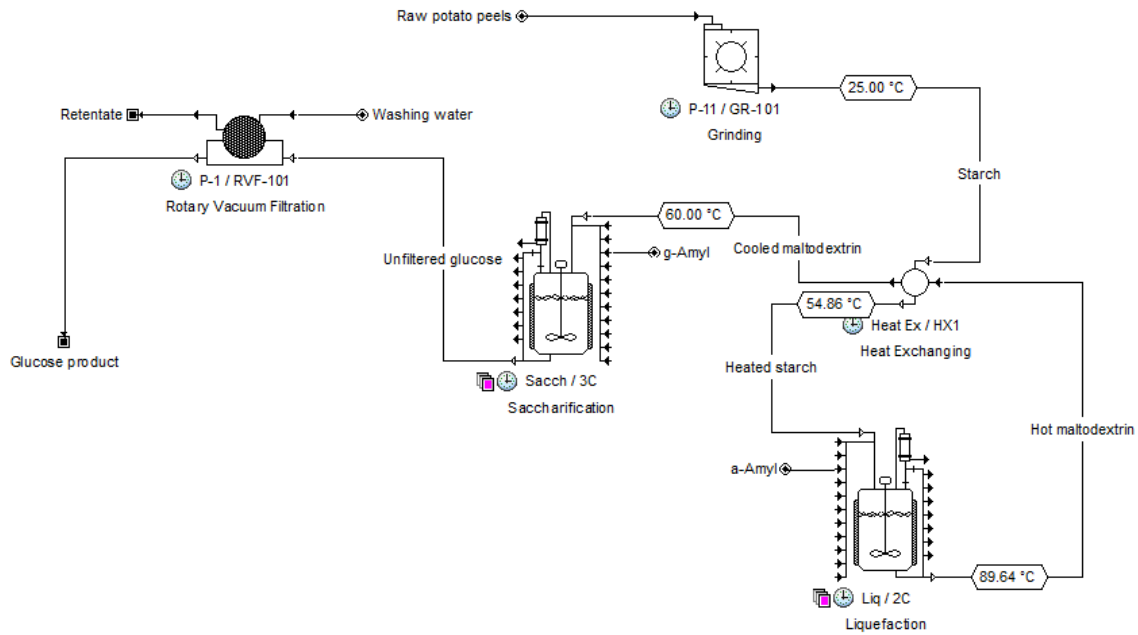 Raw potato peels
25.00 °C
P-11 / GR-101
Grinding
Retentate
Washing water
P-1 / RVF-101
Rotary Vacuum Filtration
Starch
60.00 °C
Cooled maltodextrin
Unfiltered glucose
g-Amyl
54.86 °C
Heat Ex / HX1
Heat Exchanging
Glucose product
Heated starch
Sacch / 3C
Saccharification
Hot maltodextrin
a-Amyl
89.64 °C
Liq / 2C
Liquefaction